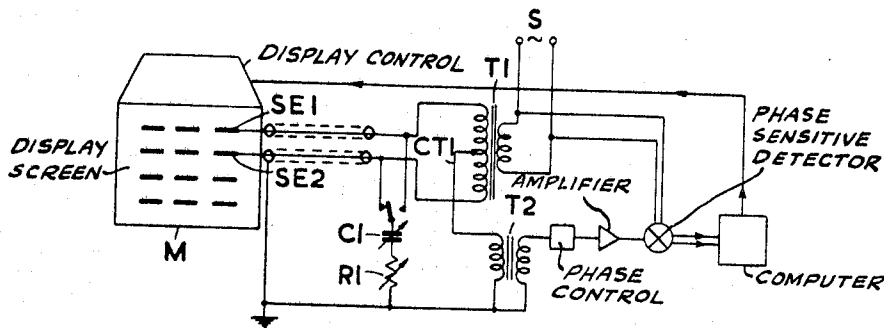 S
~
DISPLAY CONTROL
T1
SE1
PHASE
SENSITIVE
DETECTOR
CT1
DISPLAY
SCREEN
SE2
AMPLIFIER
T2
C1
M
R1
PHASE
CONTROL
COMPUTER